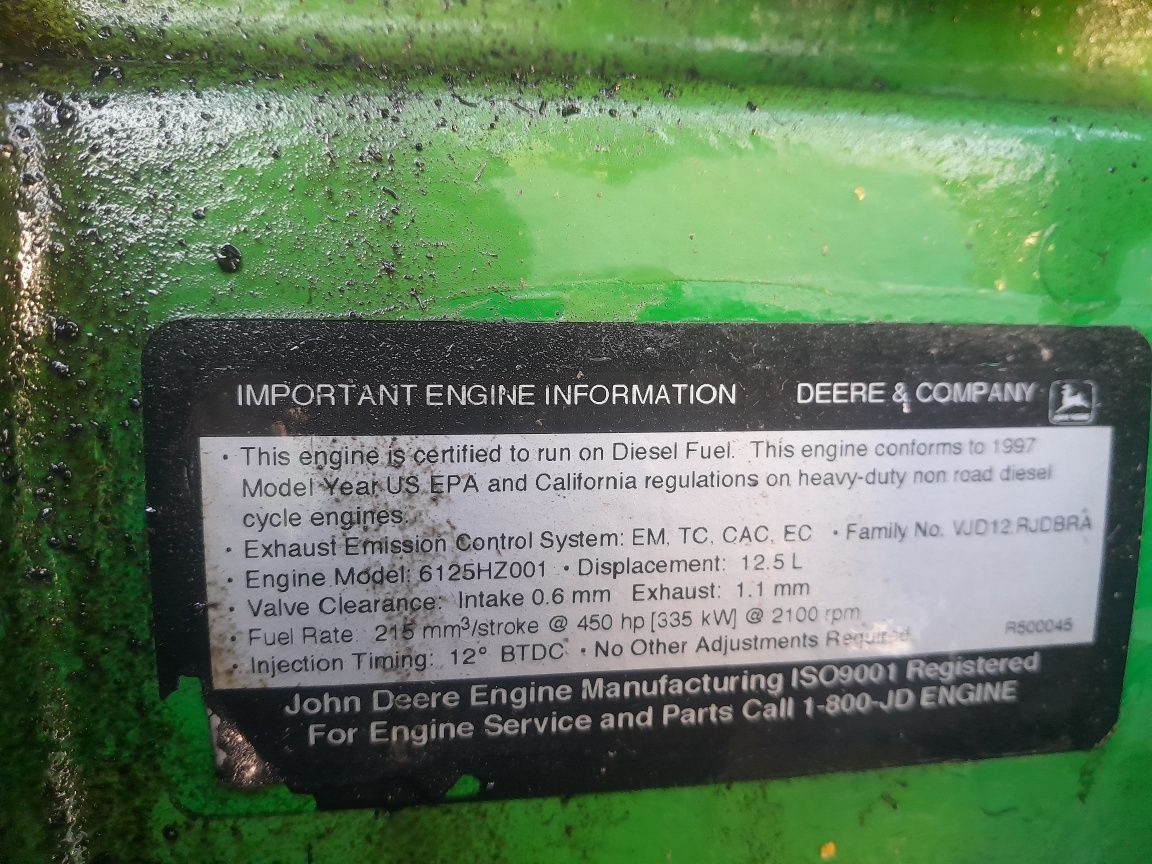 IMPORTANT ENGINE INFORMATION DEERE & COMPANY
• This engine is certified to run on Diesel Fuel. This engine conforms to 1997
Model Year US EPA and California regulations on heavy-duty non road diesel
cycle engines.
• Exhaust Emission Control System: EM, TC, CAC, EC • Family No. VJD12.RJDBRA
• Engine Model: 6125HZ001 • Displacement: 12.5 L
• Valve Clearance: Intake 0.6 mm Exhaust: 1.1 mm
• Fuel Rate: 215 mm³/stroke @ 450 hp [335 kW] @ 2100 rpm
• Injection Timing: 12° BTDC • No Other Adjustments Required R500045
John Deere Engine Manufacturing ISO9001 Registered
For Engine Service and Parts Call 1-800-JD ENGINE